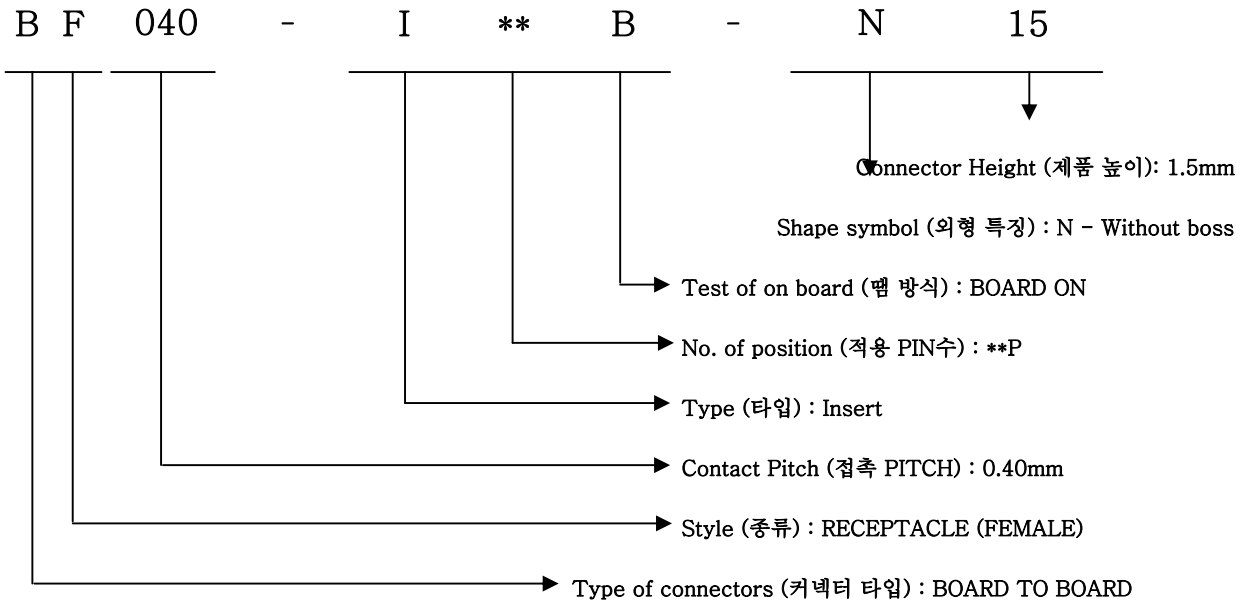 B F 040 - I ** B - N 15
Connector Height (제품 높이): 1.5mm
Shape symbol (외형 특징) : N - Without boss
Test of on board (땜 방식) : BOARD ON
No. of position (적용 PIN수) : **P
Type (타입) : Insert
Contact Pitch (접촉 PITCH) : 0.40mm
Style (종류) : RECEPTACLE (FEMALE)
Type of connectors (커넥터 타입) : BOARD TO BOARD